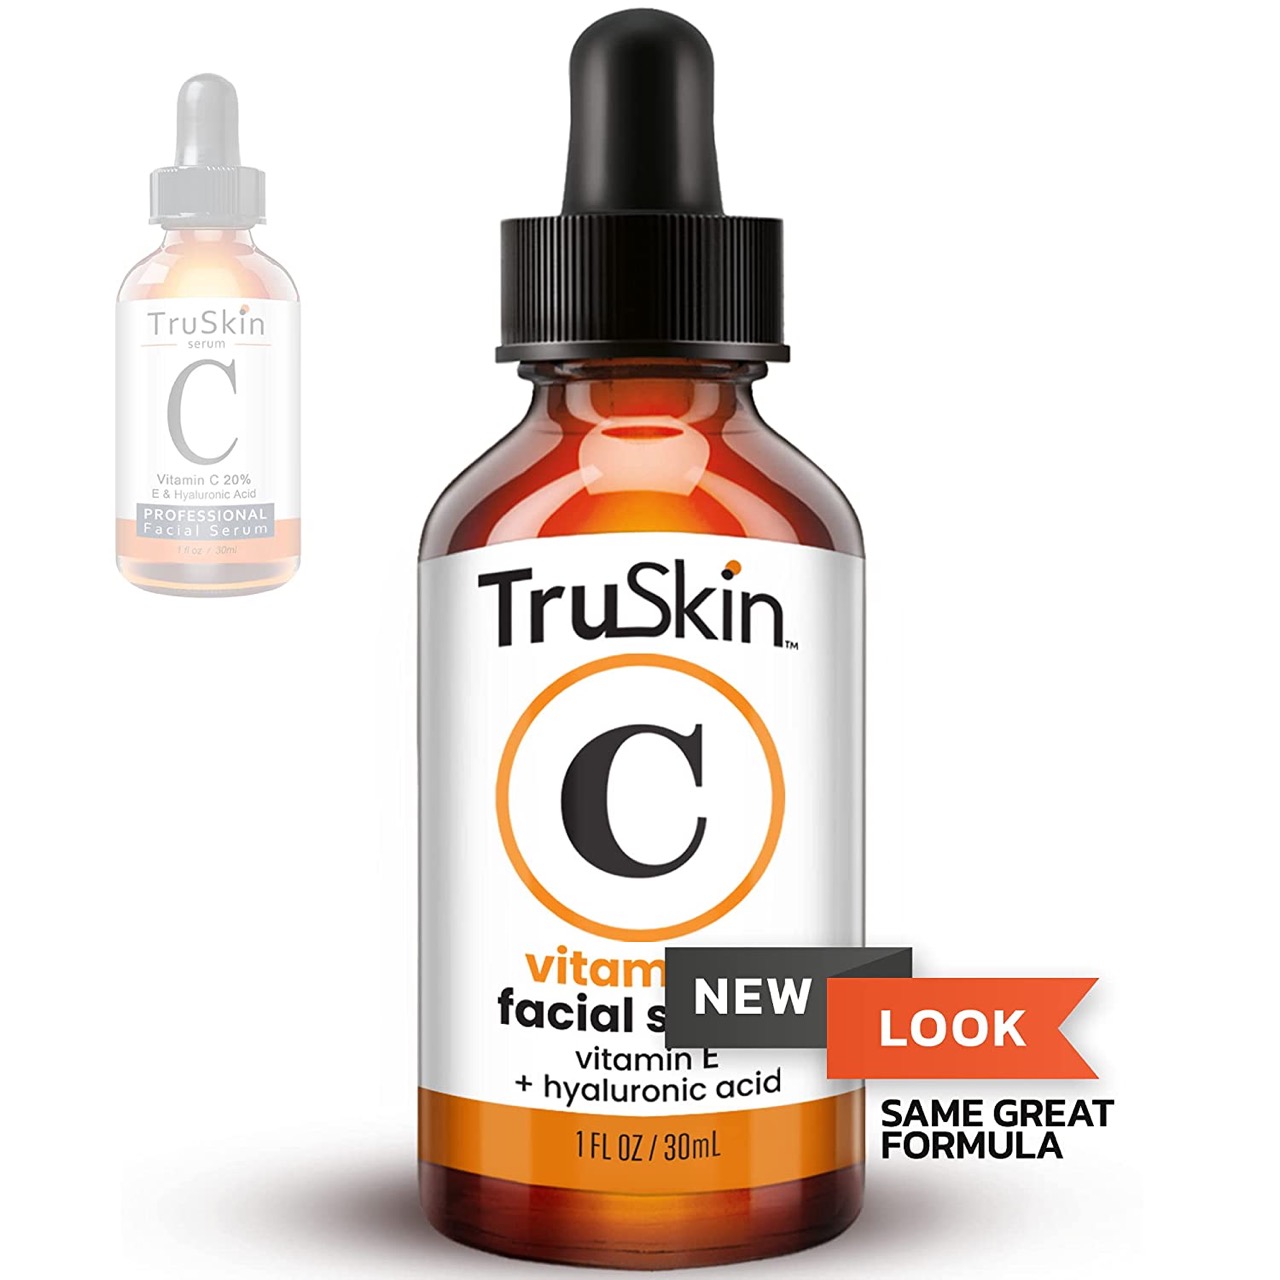 TruSkin
serum
C
Vitamin C 20%
E & Hyaluronic Acid
PROFESSIONAL
Facial Serum
1 fl oz / 30ml
TruSkin™
C
vitam
facial s
vitamin E
+ hyaluronic acid
1 FL OZ / 30mL
NEW
LOOK
SAME GREAT
FORMULA